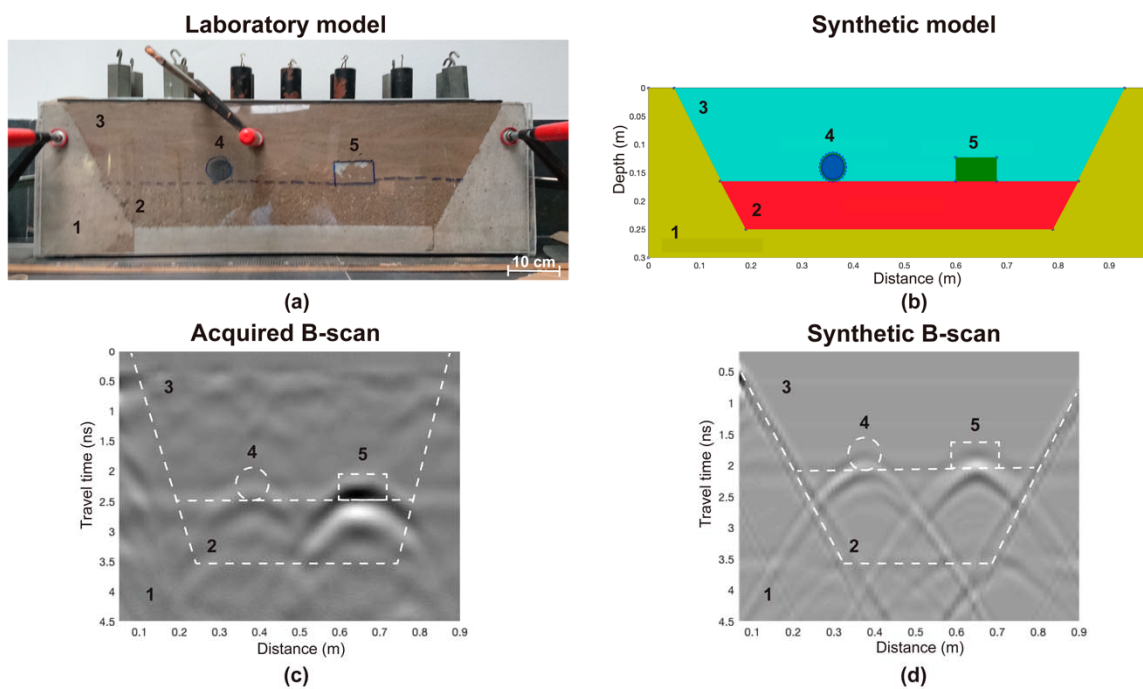 Laboratory model
3
4
5
2
1
10 cm
(a)
Synthetic model
0
0.05
0.1
0.15
0.2
0.25
0.3
Depth (m)
3
4
5
2
1
0 0.1 0.2 0.3 0.4 0.5 0.6 0.7 0.8 0.9
Distance (m)
(b)
Acquired B-scan
0
0.5
1
1.5
2
2.5
3
3.5
4
4.5
Travel time (ns)
3
4
5
2
1
0.1 0.2 0.3 0.4 0.5 0.6 0.7 0.8 0.9
Distance (m)
(c)
Synthetic B-scan
0.5
1
1.5
2
2.5
3
3.5
4
4.5
Travel time (ns)
3
4
5
2
1
0.1 0.2 0.3 0.4 0.5 0.6 0.7 0.8 0.9
Distance (m)
(d)